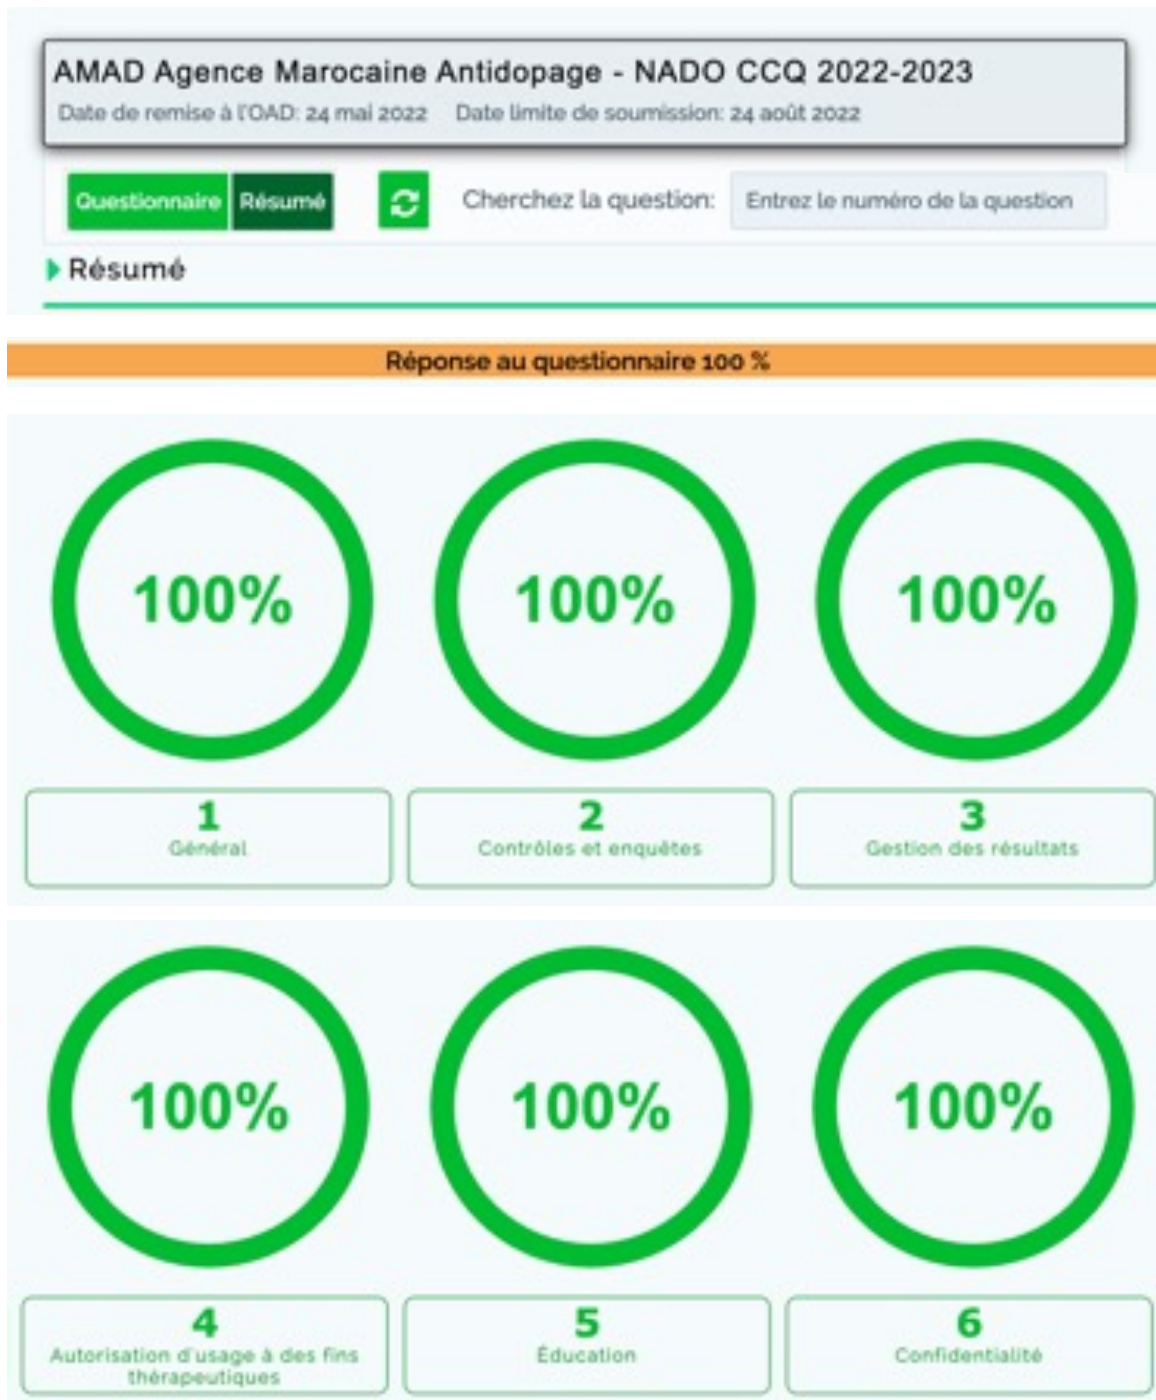 AMAD Agence Marocaine Antidopage - NADO CCQ 2022-2023
Date de remise à l'OAD: 24 mai 2022 Date limite de soumission: 24 août 2022
Questionnaire Résumé Cherchez la question: Entrez le numéro de la question
Résumé
Réponse au questionnaire 100 %
100% 100% 100%
1 2 3
Général Contrôles et enquêtes Gestion des résultats
100% 100% 100%
4 5 6
Autorisation d'usage à des fins Éducation Confidentialité
thérapeutiques